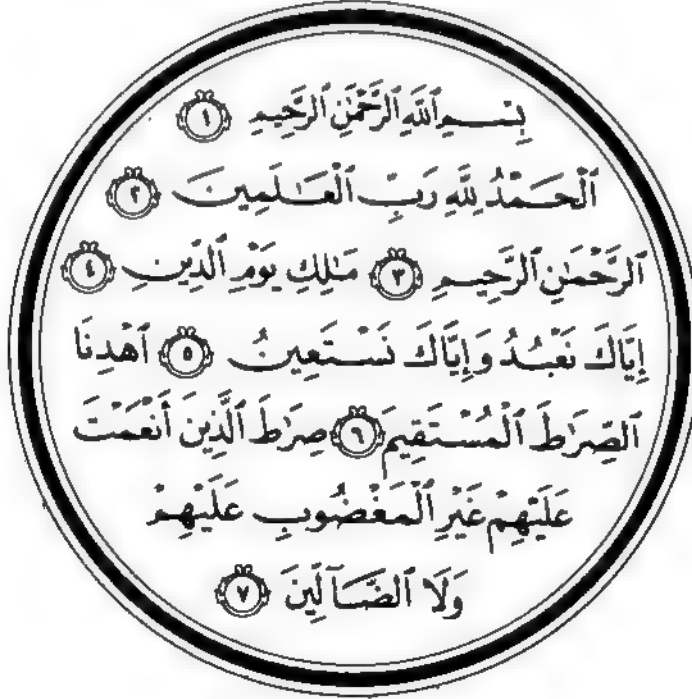 بِسْمِ ٱللَّهِ ٱلرَّحْمَٰنِ ٱلرَّحِيمِ ١
ٱلْحَمْدُ لِلَّهِ رَبِّ ٱلْعَٰلَمِينَ ٢
ٱلرَّحْمَٰنِ ٱلرَّحِيمِ ٣ مَٰلِكِ يَوْمِ ٱلدِّينِ ٤
إِيَّاكَ نَعْبُدُ وَإِيَّاكَ نَسْتَعِينُ ٥ ٱهْدِنَا
ٱلصِّرَٰطَ ٱلْمُسْتَقِيمَ ٦ صِرَٰطَ ٱلَّذِينَ أَنْعَمْتَ
عَلَيْهِمْ غَيْرِ ٱلْمَغْضُوبِ عَلَيْهِمْ
وَلَا ٱلضَّآلِّينَ ٧